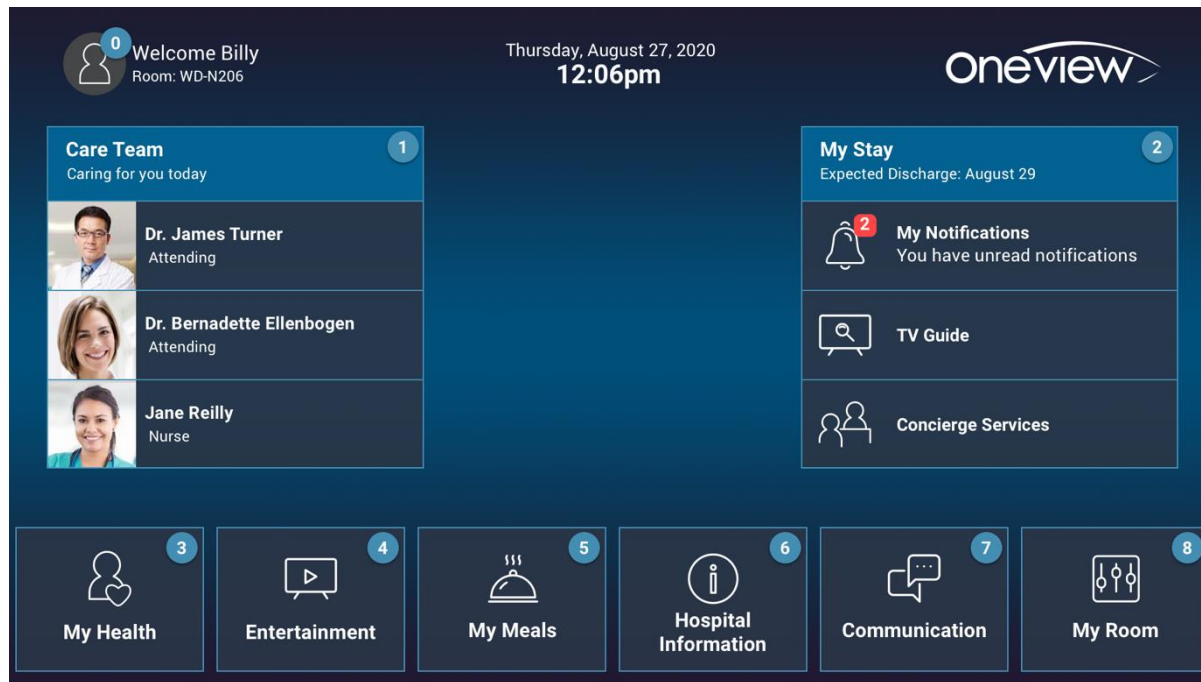 0
Welcome Billy
Room: WD-N206
Thursday, August 27, 2020
12:06pm
oneview
Care Team
1
Caring for you today
Dr. James Turner
Attending
Dr. Bernadette Ellenbogen
Attending
Jane Reilly
Nurse
My Stay
2
Expected Discharge: August 29
2
My Notifications
You have unread notifications
TV Guide
Concierge Services
3
My Health
4
Entertainment
5
My Meals
6
Hospital
Information
7
Communication
8
My Room